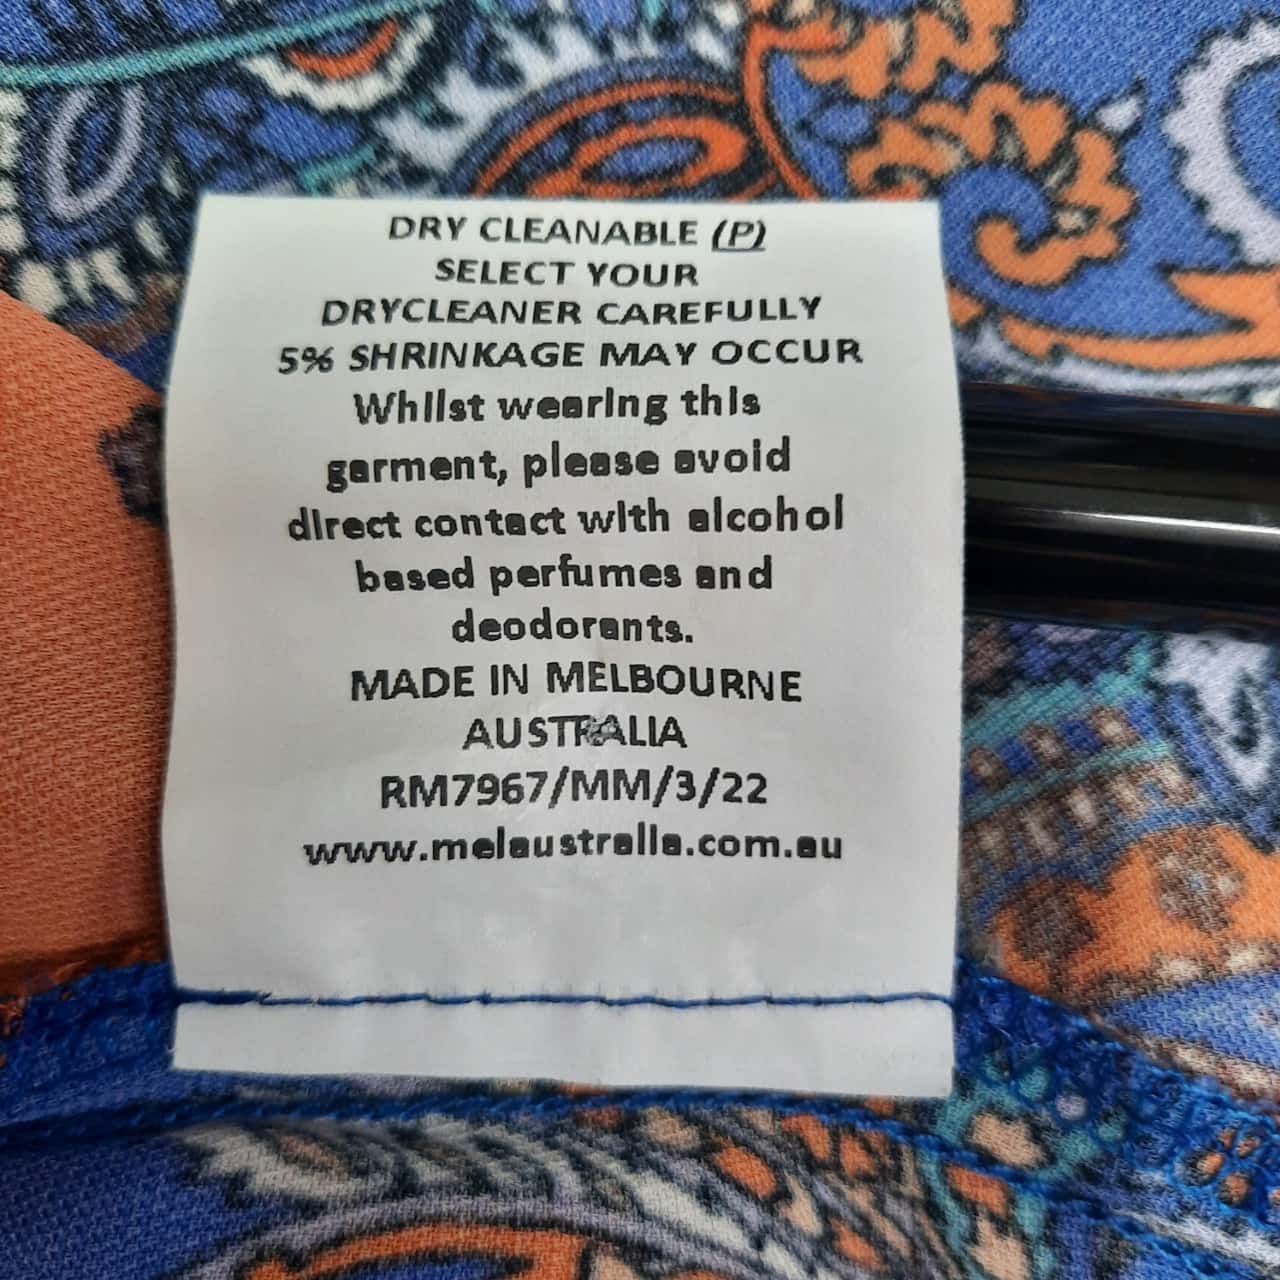 DRY CLEANABLE (P)
SELECT YOUR
DRYCLEANER CAREFULLY
5% SHRINKAGE MAY OCCUR
Whilst wearing this
garment, please avoid
direct contact with alcohol
based perfumes and
deodorants.
MADE IN MELBOURNE
AUSTRALIA
RM7967/MM/3/22
www.melaustralia.com.au